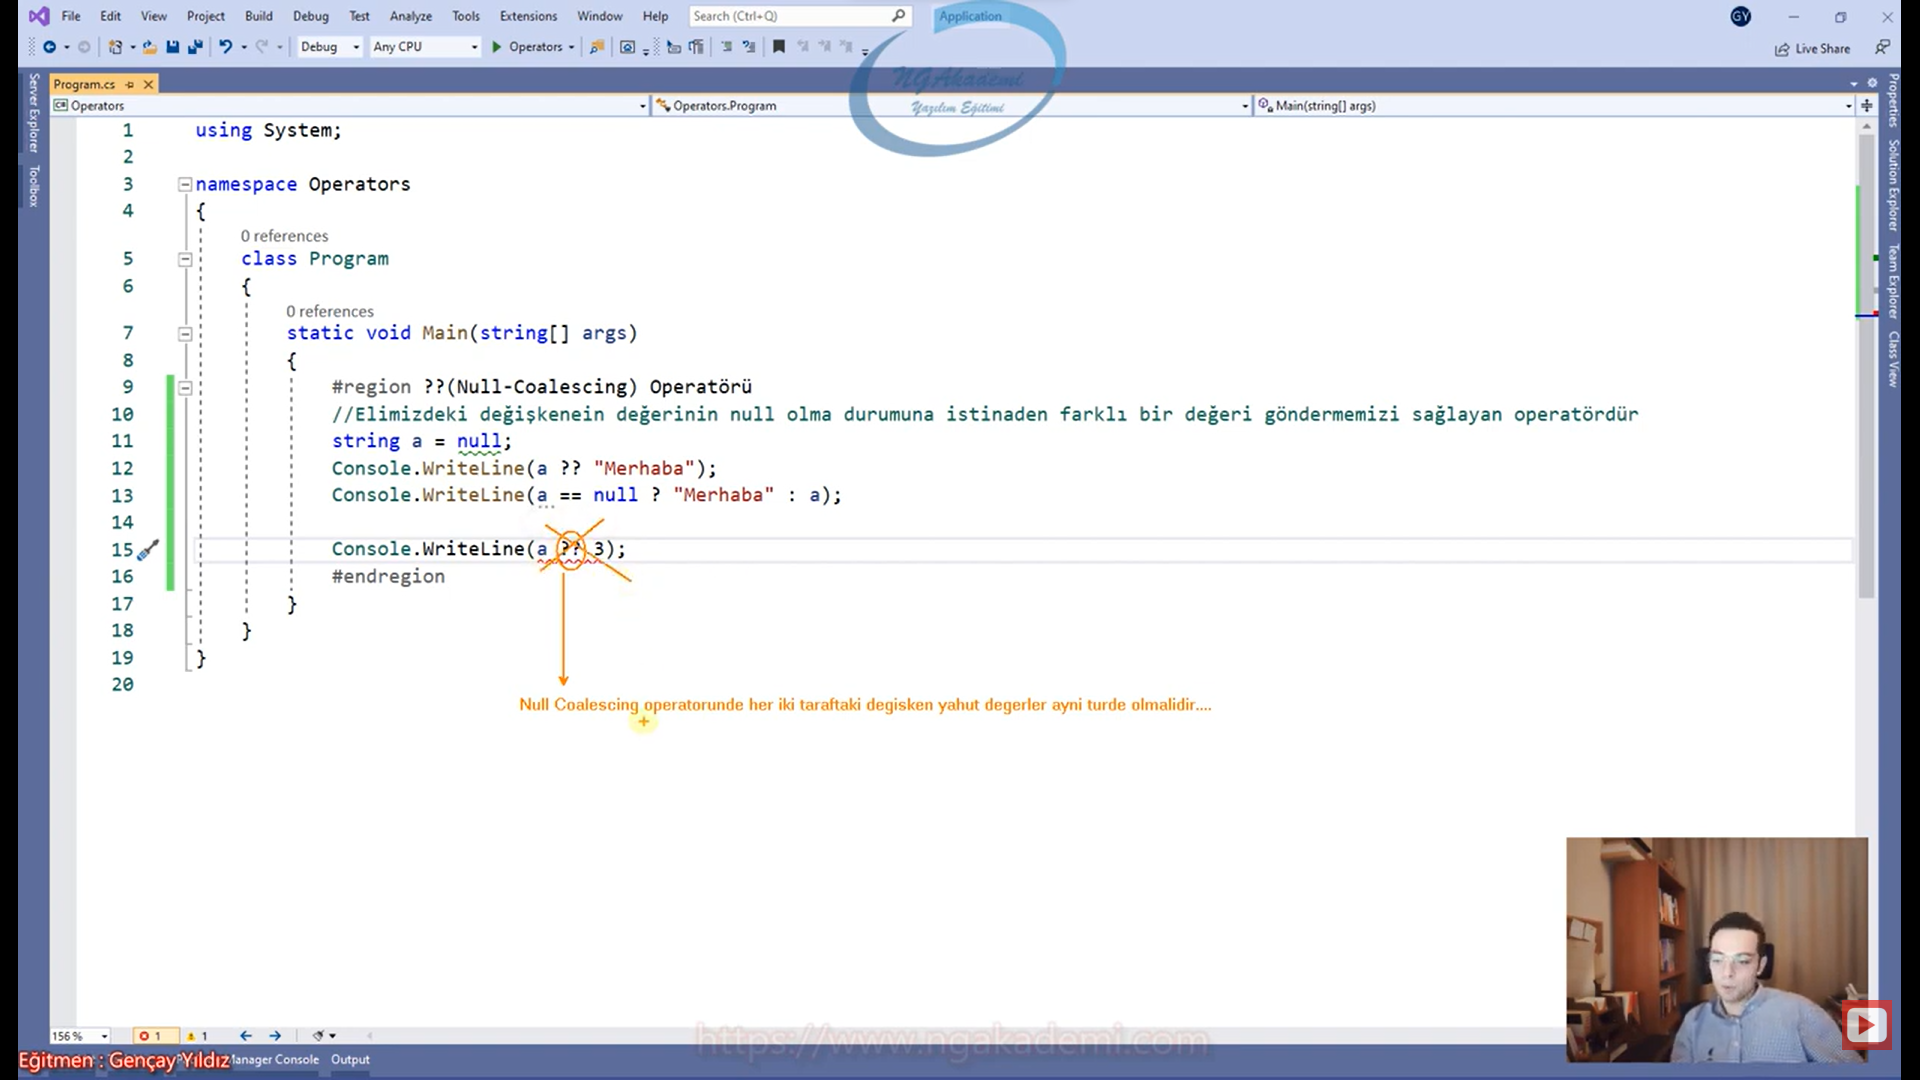 File Edit View Project Build Debug Test Analyze Tools Extensions Window Help Search (Ctrl+Q) Application GY
Debug Any CPU Operators Live Share
NGAkademi
Yazılım Eğitimi
Program.cs
Operators Operators.Program Main(string[] args)
Server Explorer
Toolbox
Properties
Solution Explorer
Team Explorer
Class View
1 using System;
2
3 namespace Operators
4 {
0 references
5 class Program
6 {
0 references
7 static void Main(string[] args)
8 {
9 #region ??(Null-Coalescing) Operatörü
10 //Elimizdeki değişkenein değerinin null olma durumuna istinaden farklı bir değeri göndermemizi sağlayan operatördür
11 string a = null;
12 Console.WriteLine(a ?? "Merhaba");
13 Console.WriteLine(a == null ? "Merhaba" : a);
14
15 Console.WriteLine(a ?? 3);
16 #endregion
17 }
18 }
19 }
20
Null Coalescing operatorunde her iki taraftaki degisken yahut degerler ayni turde olmalidir....
156 % 1 1
https://www.ngakademi.com
Eğitmen : Gençay Yıldız Manager Console Output